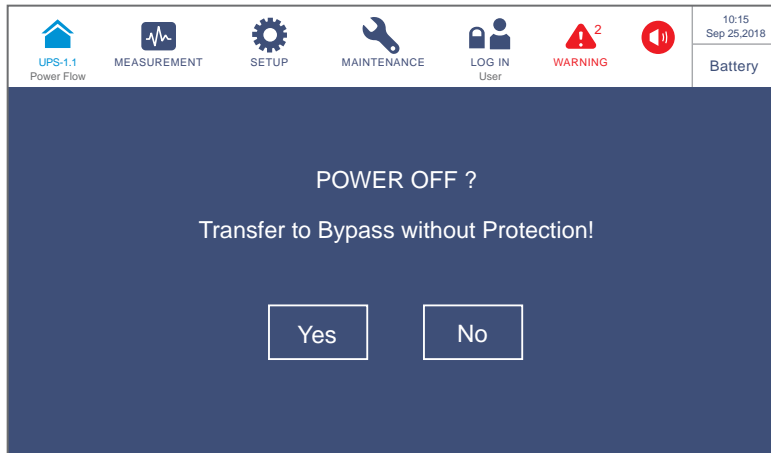 UPS-1.1
Power Flow
MEASUREMENT
SETUP
MAINTENANCE
LOG IN
User
2
WARNING
10:15
Sep 25,2018
Battery
POWER OFF ?
Transfer to Bypass without Protection!
Yes
No